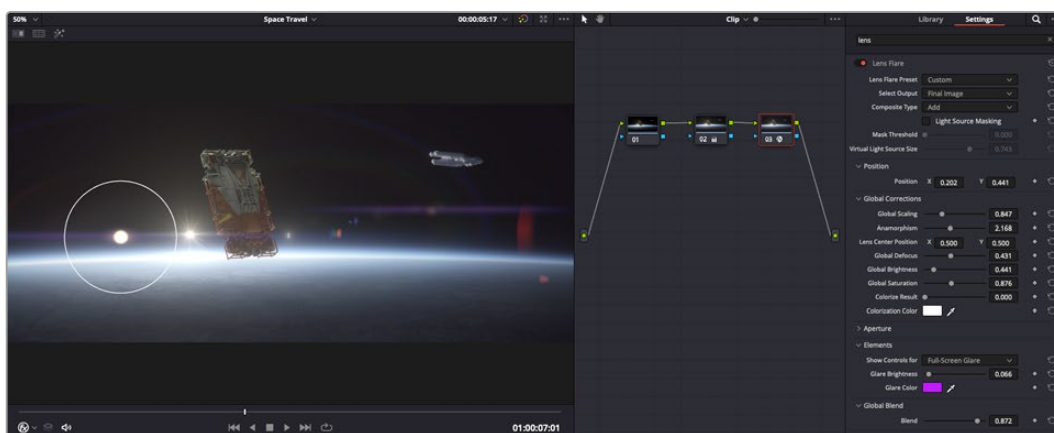 50% Space Travel 00:00:05:17 Clip Library Settings
lens
Lens Flare
Lens Flare Preset Custom
Select Output Final Image
Composite Type Add
Light Source Masking
Mask Threshold 0.000
Virtual Light Source Size 0.743
Position
Position X 0.202 Y 0.441
Global Corrections
Global Scaling 0.847
Anamorphism 2.168
Lens Center Position X 0.500 Y 0.500
Global Defocus 0.431
Global Brightness 0.441
Global Saturation 0.876
Colorize Result 0.000
Colorization Color
Aperture
Elements
Show Controls for Full-Screen Glare
Glare Brightness 0.066
Glare Color
Global Blend
Blend 0.872
01 02 03
01:00:07:01